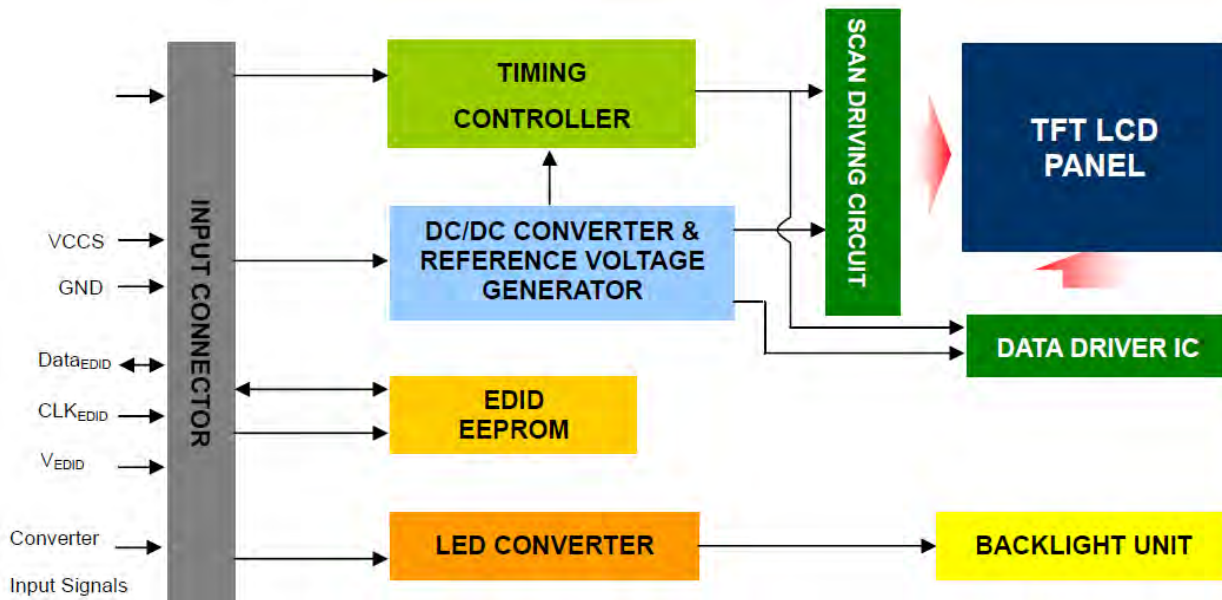 INPUT CONNECTOR
VCCS
GND
DataEDID
CLKEDID
VEDID
Converter
Input Signals
TIMING
CONTROLLER
DC/DC CONVERTER &
REFERENCE VOLTAGE
GENERATOR
EDID
EEPROM
LED CONVERTER
SCAN DRIVING CIRCUIT
TFT LCD
PANEL
DATA DRIVER IC
BACKLIGHT UNIT